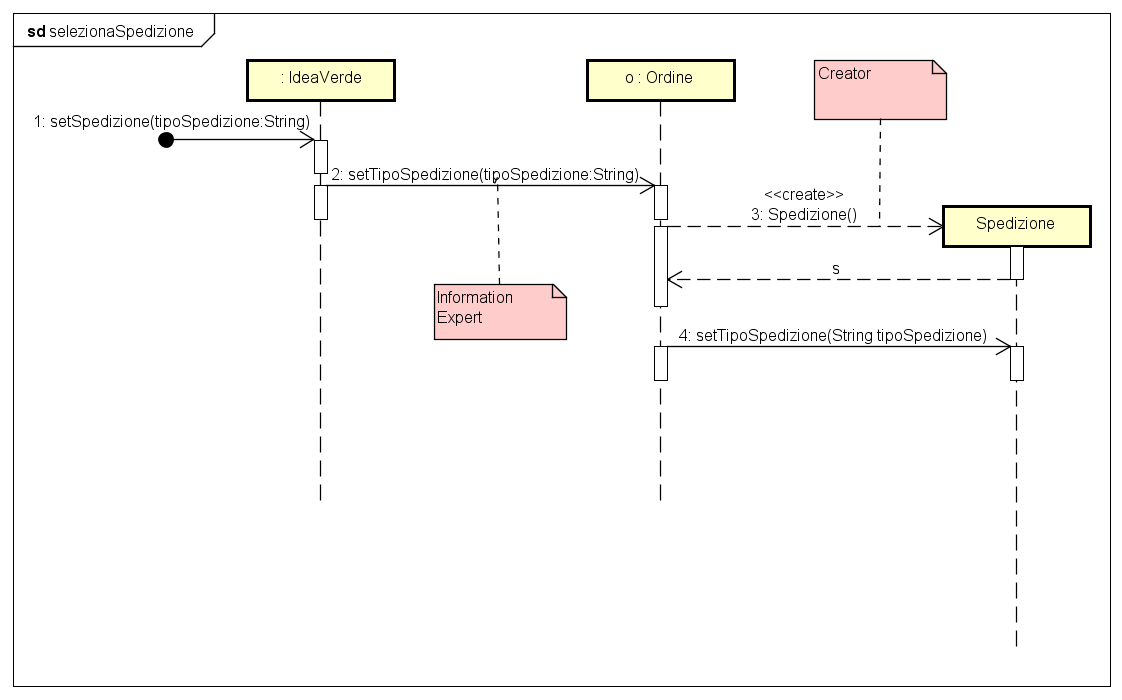 sd selezionaSpedizione
: IdeaVerde
o : Ordine
Creator
1: setSpedizione(tipoSpedizione:String)
2: setTipoSpedizione(tipoSpedizione:String)
<<create>>
3: Spedizione()
Spedizione
s
Information
Expert
4: setTipoSpedizione(String tipoSpedizione)